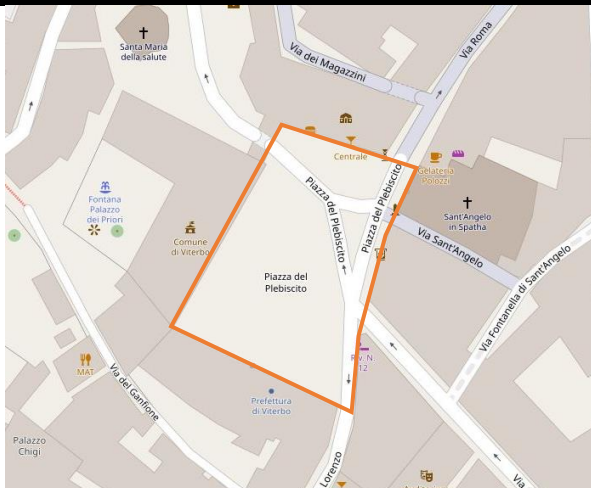 Santa Maria
della salute
Via dei Magazzini
Via Roma
Centrale
Gelateria
Polozzi
Piazza del Plebiscito
Piazza del Plebiscito
Fontana
Palazzo
dei Priori
Sant'Angelo
in Spatha
Comune
di Viterbo
Via Sant'Angelo
Piazza del
Plebiscito
Via Fontanella di Sant'Angelo
N.
12
MAT
Via del Ganfione
Prefettura
di Viterbo
Palazzo
Chigi
Lorenzo
Via